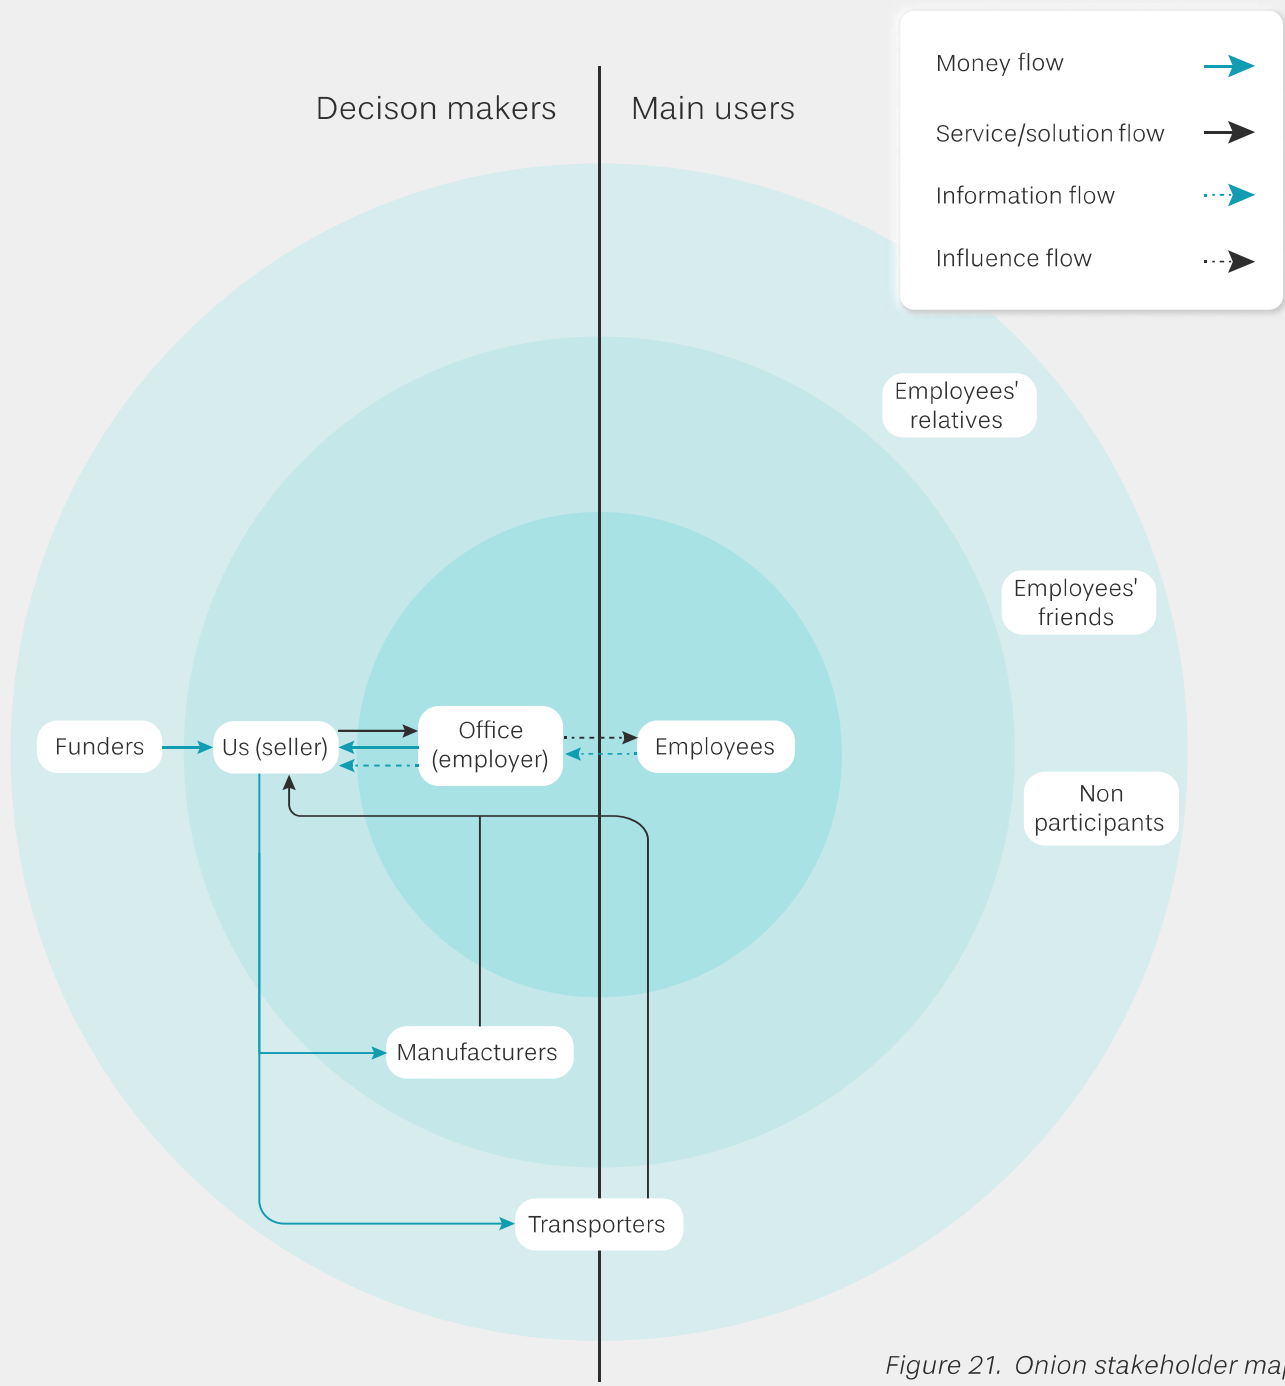 Money flow
Service/solution flow
Information flow
Influence flow
Decison makers
Main users
Employees'
relatives
Employees'
friends
Funders
Us (seller)
Office
(employer)
Employees
Non
participants
Manufacturers
Transporters
Figure 21. Onion stakeholder map